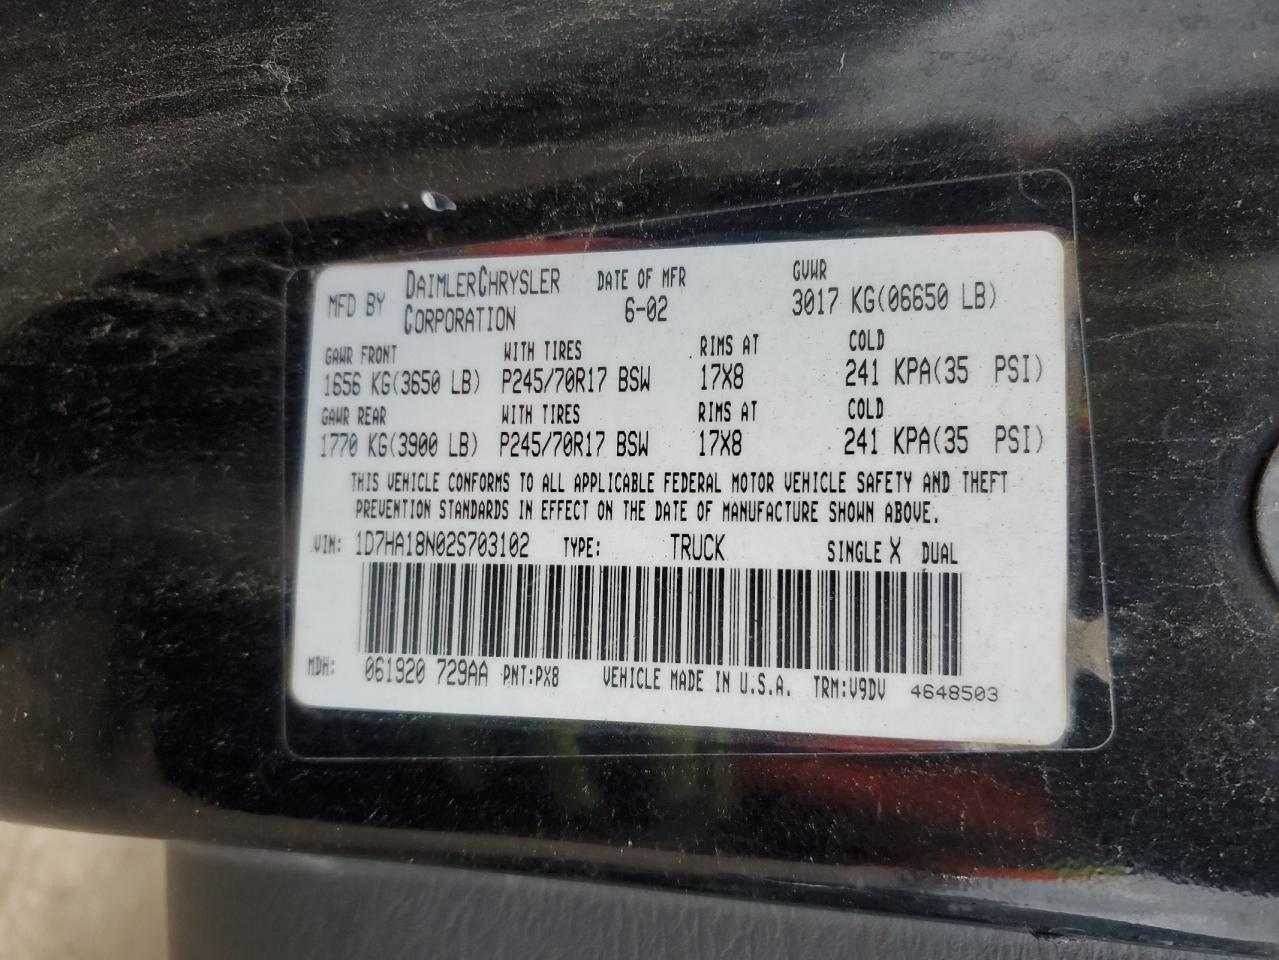 MFD BY DAIMLERCHRYSLER CORPORATION DATE OF MFR 6-02 GVWR 3017 KG(06650 LB)
GAWR FRONT WITH TIRES RIMS AT COLD
1656 KG(3650 LB) P245/70R17 BSW 17X8 241 KPA(35 PSI)
GAWR REAR WITH TIRES RIMS AT COLD
1770 KG(3900 LB) P245/70R17 BSW 17X8 241 KPA(35 PSI)
THIS VEHICLE CONFORMS TO ALL APPLICABLE FEDERAL MOTOR VEHICLE SAFETY AND THEFT
PREVENTION STANDARDS IN EFFECT ON THE DATE OF MANUFACTURE SHOWN ABOVE.
VIN: 1D7HA18N02S703102 TYPE: TRUCK SINGLE X DUAL
MDH: 061920 729AA PNT:PX8 VEHICLE MADE IN U.S.A. TRM:V9DV 4648503